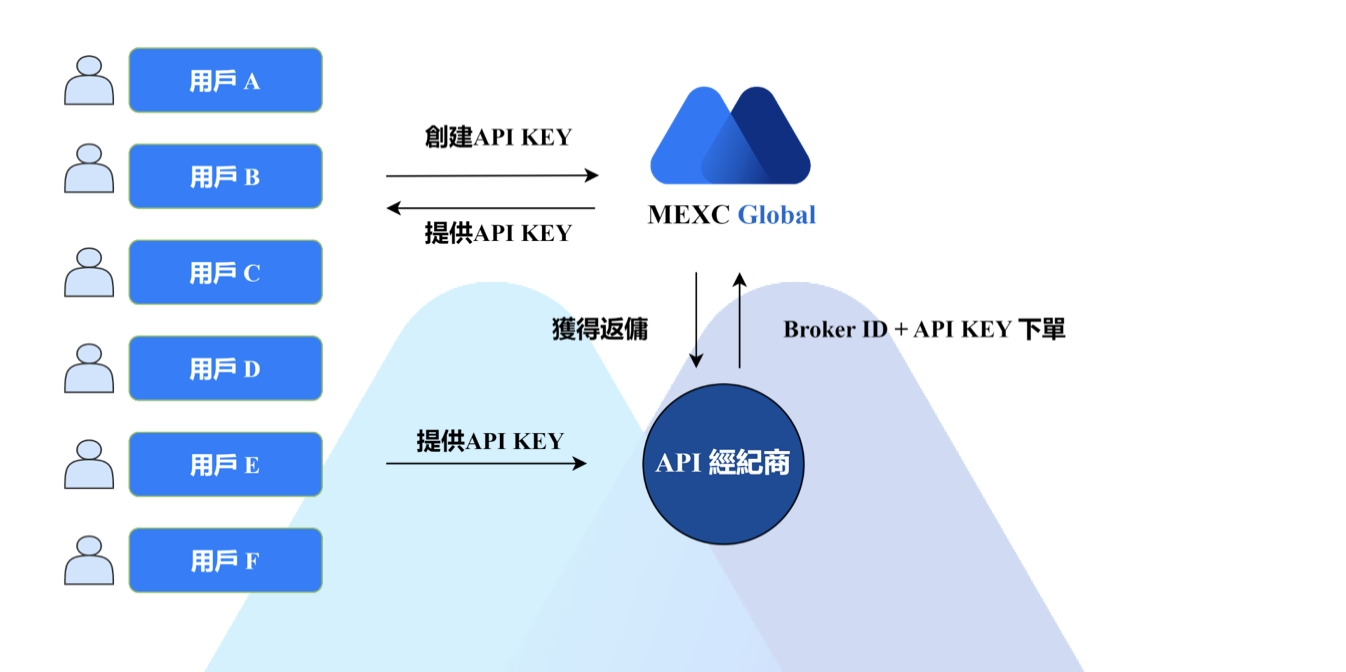 用戶 A
用戶 B
用戶 C
用戶 D
用戶 E
用戶 F
創建API KEY
提供API KEY
MEXC Global
獲得返傭
Broker ID + API KEY 下單
提供API KEY
API 經紀商